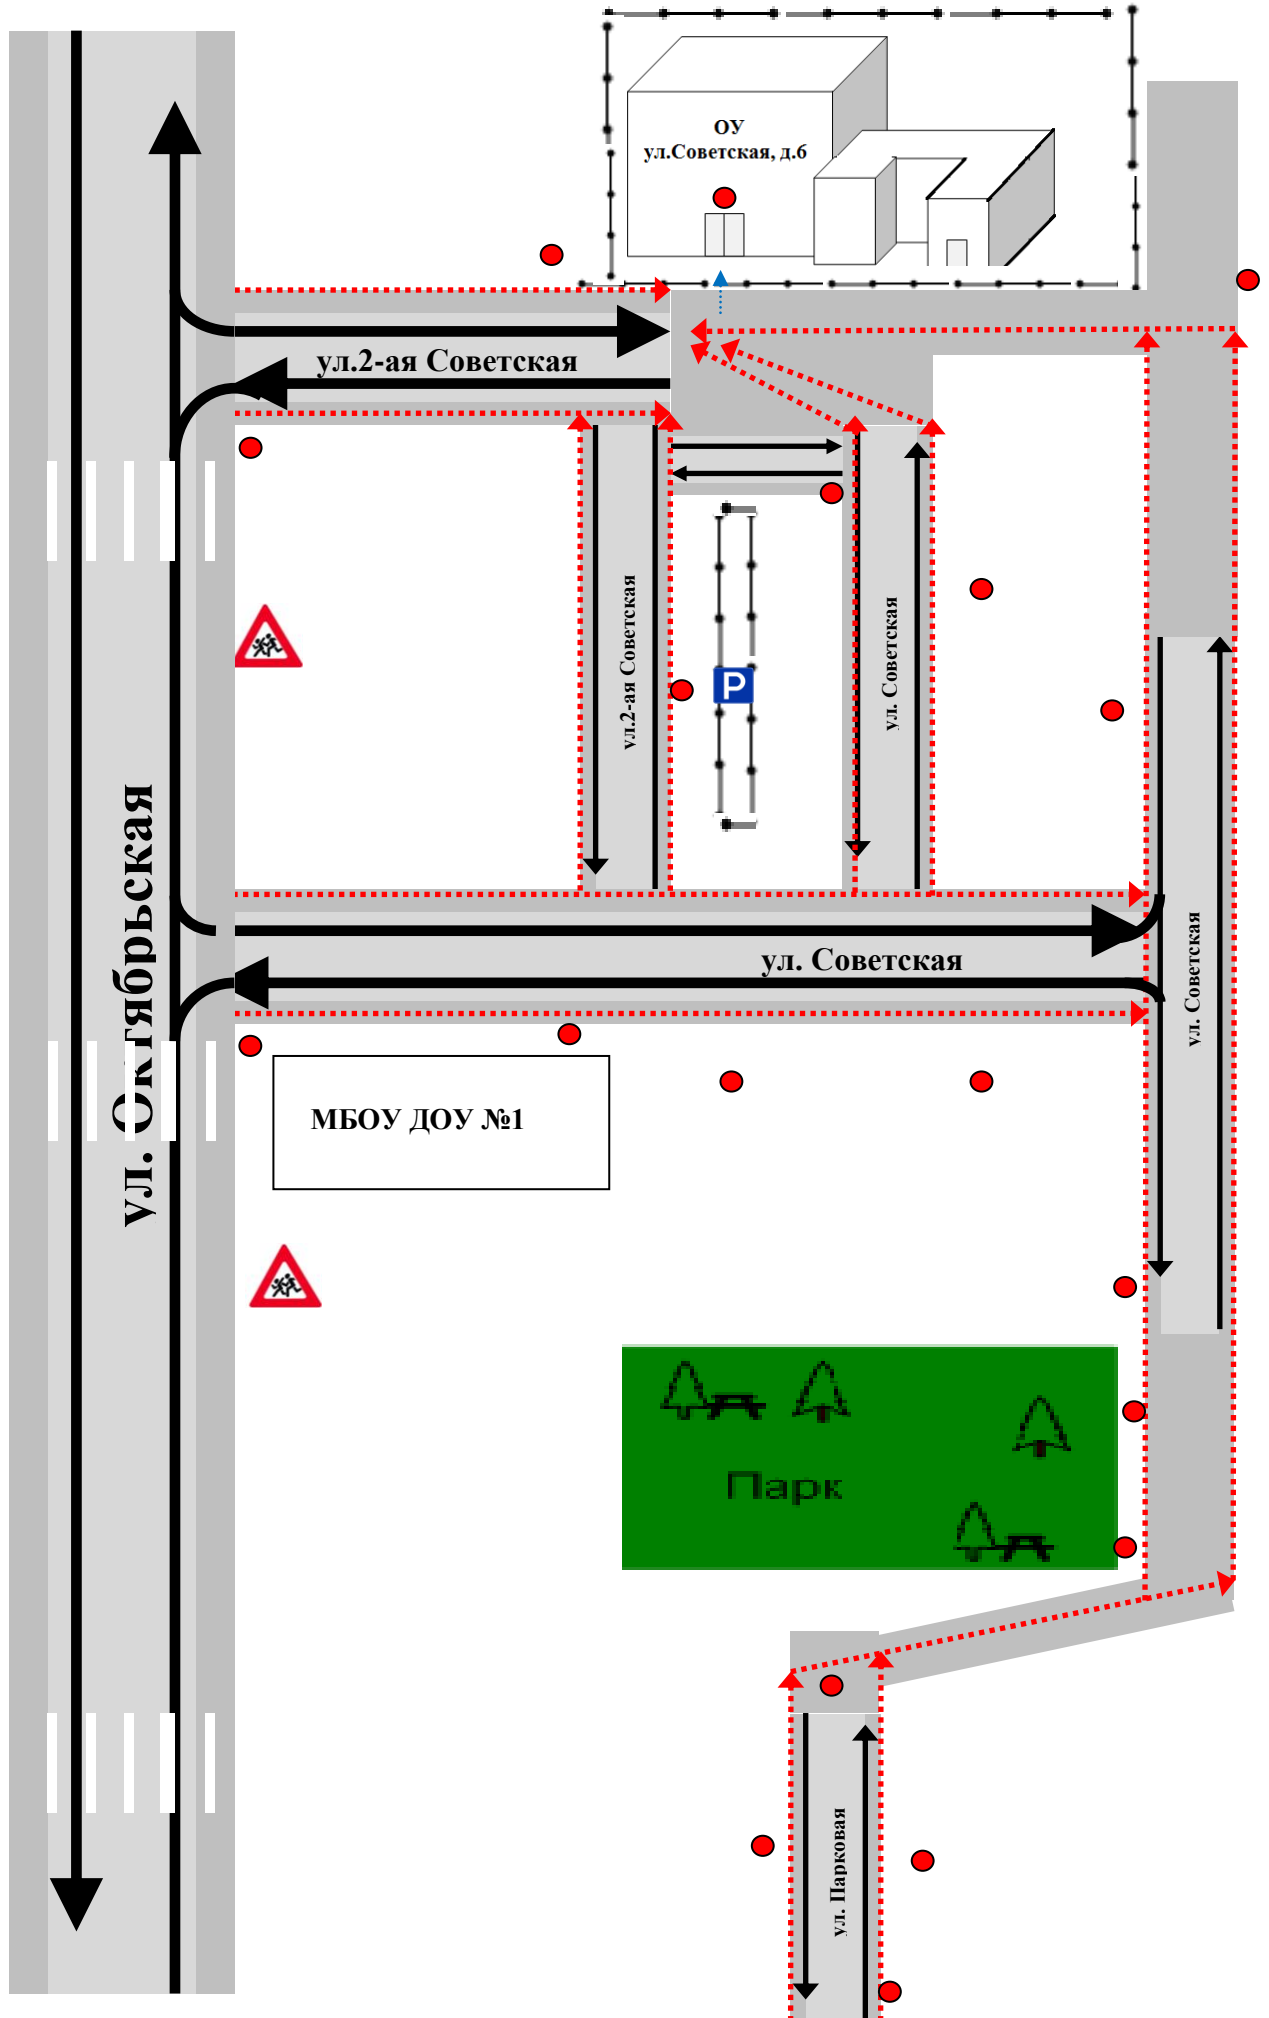 ОУ
ул.Советская, д.6
ул.2-ая Советская
ул.2-ая Советская
ул. Советская
P
ул. Октябрьская
ул. Советская
ул. Советская
МБОУ ДОУ №1
Парк
ул. Парковая